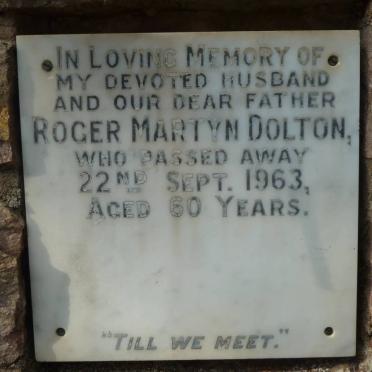 IN LOVING MEMORY OF
MY DEVOTED HUSBAND
AND OUR DEAR FATHER
ROGER MARTYN DOLTON,
WHO PASSED AWAY
22ND SEPT. 1963,
AGED 60 YEARS.
"TILL WE MEET."